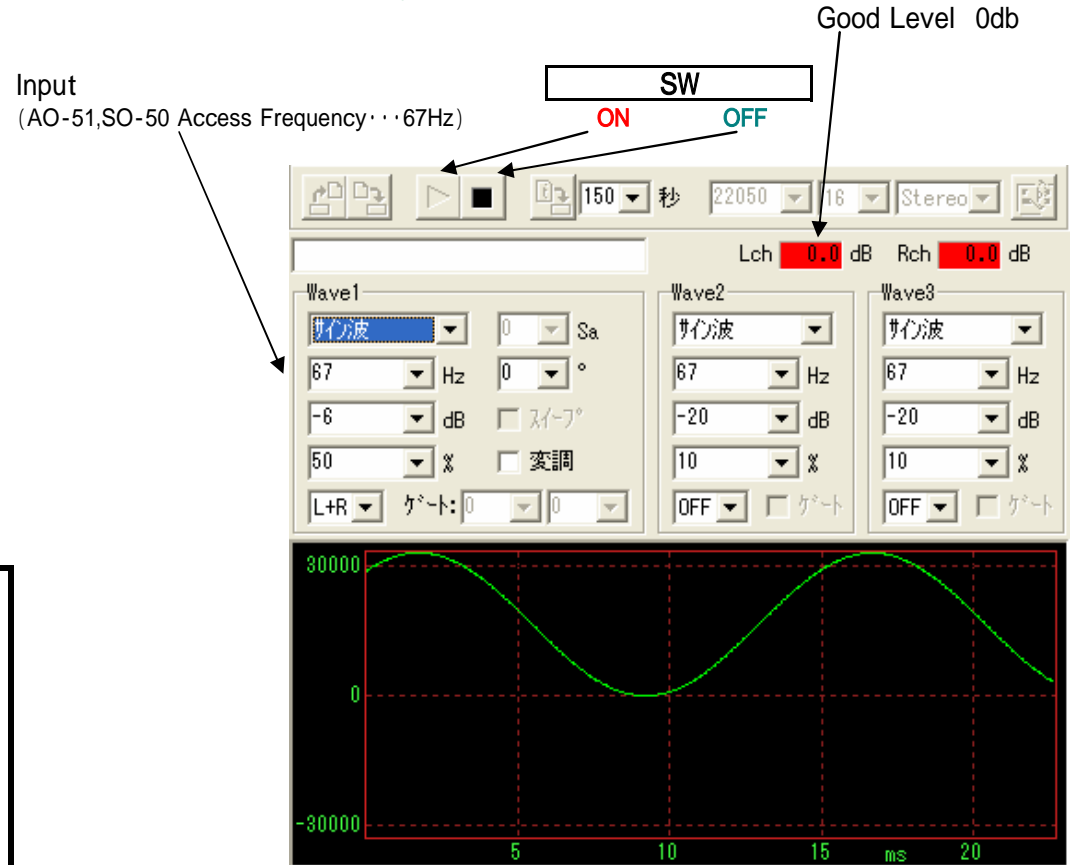 Good Level 0db
Input
SW
(AO-51,SO-50 Access Frequency･･･67Hz)
ON OFF
150 秒 22050 16 Stereo
Lch 0.0 dB Rch 0.0 dB
Wave1 Wave2 Wave3
サイン波 0 Sa サイン波 サイン波
67 Hz 0 ° 67 Hz 67 Hz
-6 dB スイープ -20 dB -20 dB
50 % 変調 10 % 10 %
L+R ゲート: 0 0 OFF ゲート OFF ゲート
30000
0
-30000
5 10 15 ms 20